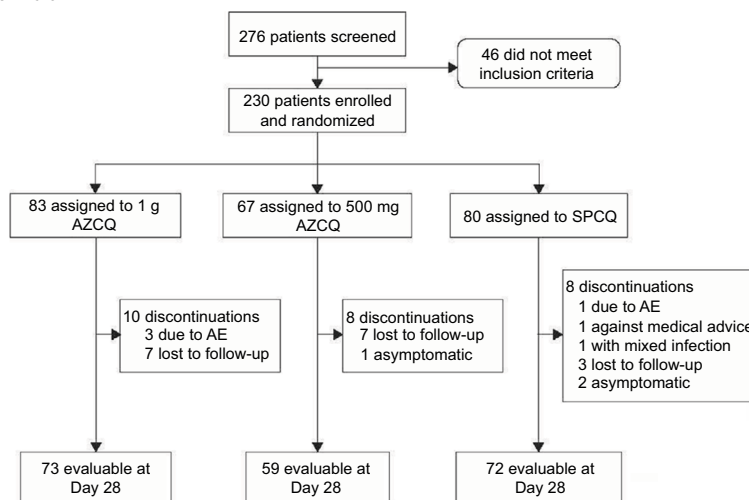 276 patients screened
46 did not meet
inclusion criteria
230 patients enrolled
and randomized
83 assigned to 1 g
AZCQ
67 assigned to 500 mg
AZCQ
80 assigned to SPCQ
10 discontinuations
3 due to AE
7 lost to follow-up
8 discontinuations
7 lost to follow-up
1 asymptomatic
8 discontinuations
1 due to AE
1 against medical advice
1 with mixed infection
3 lost to follow-up
2 asymptomatic
73 evaluable at
Day 28
59 evaluable at
Day 28
72 evaluable at
Day 28